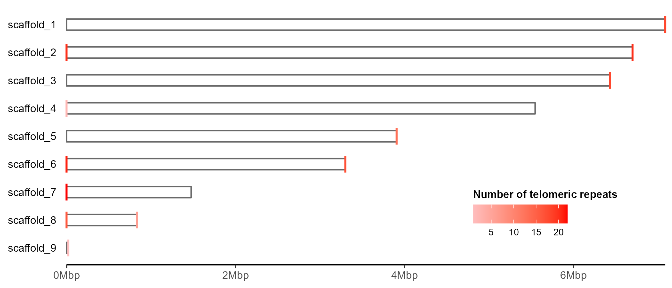 scaffold_1
scaffold_2
scaffold_3
scaffold_4
scaffold_5
scaffold_6
scaffold_7
scaffold_8
scaffold_9
Number of telomeric repeats
5 10 15 20
0Mbp 2Mbp 4Mbp 6Mbp